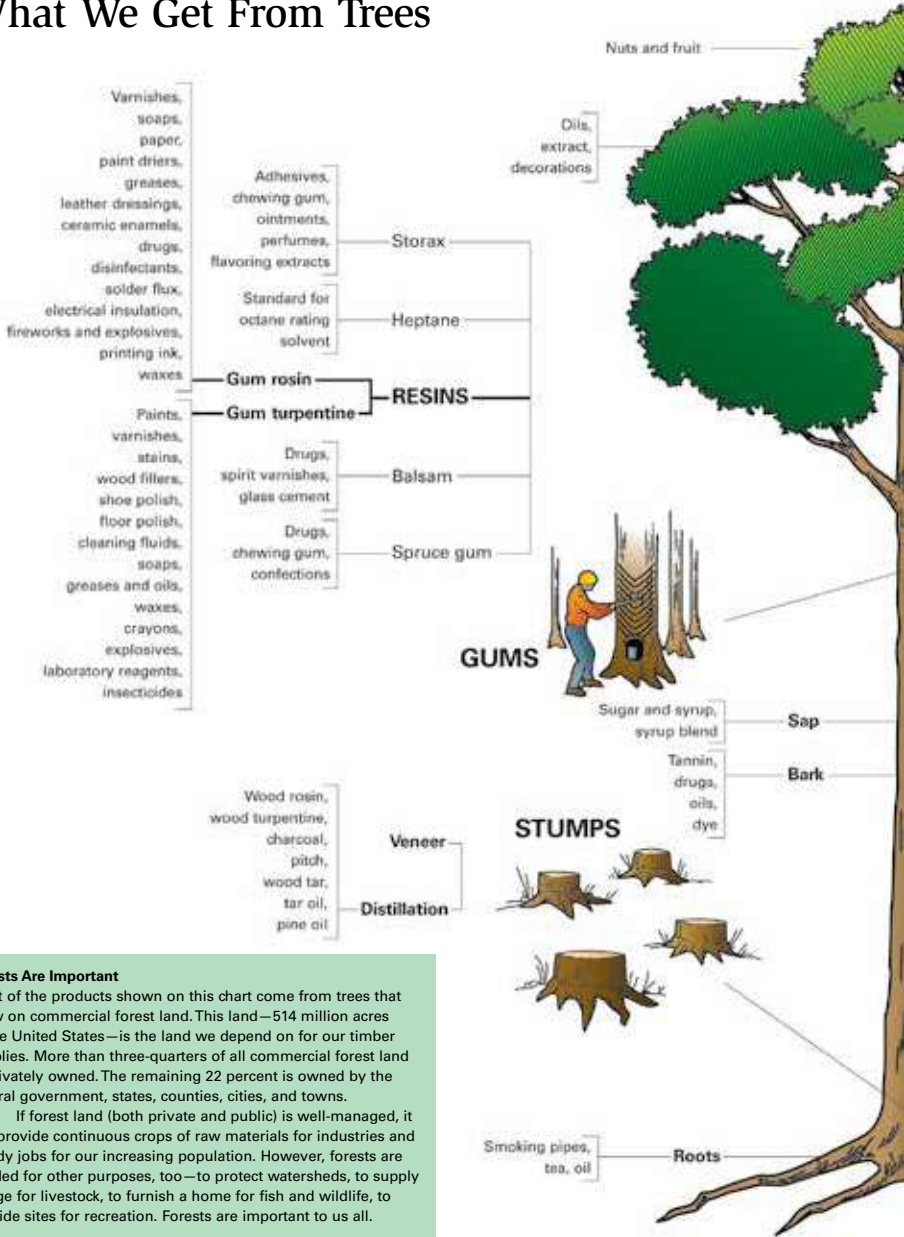 What We Get From Trees
Nuts and fruit
Oils,
extract,
decorations
Varnishes,
soaps,
paper,
paint driers,
greases,
leather dressings,
ceramic enamels,
drugs,
disinfectants,
solder flux,
electrical insulation,
fireworks and explosives,
printing ink,
waxes
Gum rosin
Adhesives,
chewing gum,
ointments,
perfumes,
flavoring extracts
Storax
Standard for
octane rating
solvent
Heptane
RESINS
Gum turpentine
Paints,
varnishes,
stains,
wood fillers,
shoe polish,
floor polish,
cleaning fluids,
soaps,
greases and oils,
waxes,
crayons,
explosives,
laboratory reagents,
insecticides
Drugs,
spirit varnishes,
glass cement
Balsam
Drugs,
chewing gum,
confections
Spruce gum
GUMS
Sugar and syrup,
syrup blend
Sap
Tannin,
drugs,
oils,
dye
Bark
STUMPS
Wood rosin,
wood turpentine,
charcoal,
pitch,
wood tar,
tar oil,
pine oil
Veneer
Distillation
Smoking pipes,
tea, oil
Roots
sts Are Important
t of the products shown on this chart come from trees that
v on commercial forest land. This land—514 million acres
e United States—is the land we depend on for our timber
plies. More than three-quarters of all commercial forest land
ivately owned. The remaining 22 percent is owned by the
ral government, states, counties, cities, and towns.
If forest land (both private and public) is well-managed, it
provide continuous crops of raw materials for industries and
dy jobs for our increasing population. However, forests are
ded for other purposes, too—to protect watersheds, to supply
ge for livestock, to furnish a home for fish and wildlife, to
ide sites for recreation. Forests are important to us all.